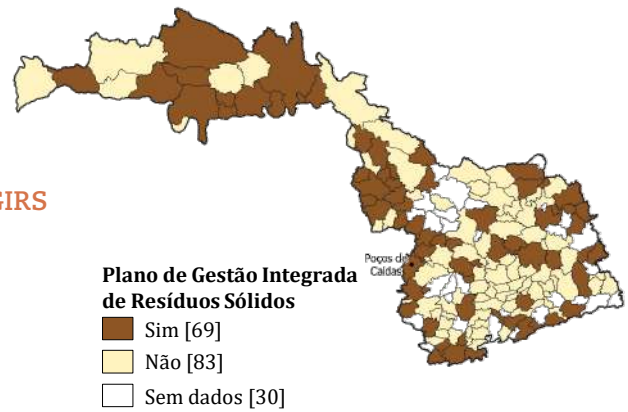 GIRS
Poços de
Caldas
Plano de Gestão Integrada
de Resíduos Sólidos
Sim [69]
Não [83]
Sem dados [30]